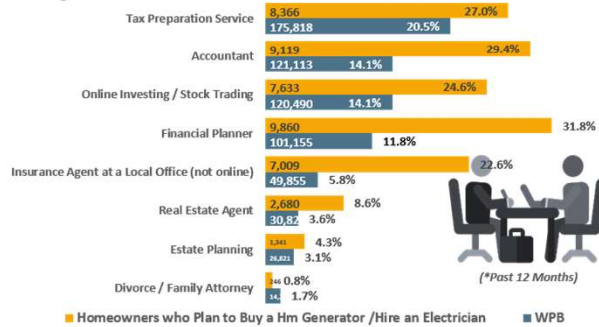 Tax Preparation Service 8,366 27.0%
175,818 20.5%
Accountant 9,119 29.4%
121,113 14.1%
Online Investing / Stock Trading 7,633 24.6%
120,490 14.1%
Financial Planner 9,860 31.8%
101,155 11.8%
Insurance Agent at a Local Office (not online) 7,009 22.6%
49,855 5.8%
Real Estate Agent 2,680 8.6%
30,82 3.6%
Estate Planning 4.3%
26,821 3.1%
Divorce / Family Attorney 246 0.8%
1.7%
(*Past 12 Months)
Homeowners who Plan to Buy a Hm Generator /Hire an Electrician WPB